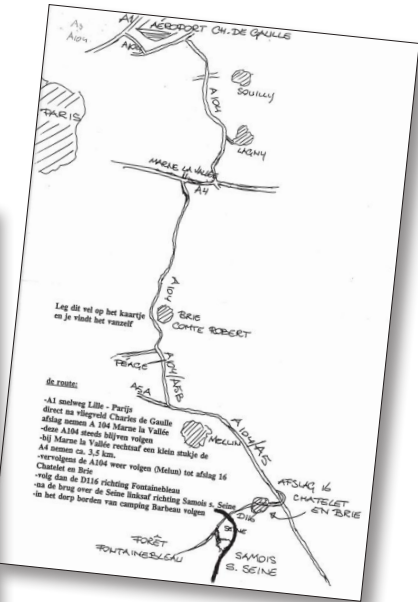 A1
AÉROPORT CH. DE GAULLE
A104
SOUILLY
A104
LAGNY
PARIS
MARNE LA VALLÉE
A4
A104
Leg dit vel op het kaartje
en je vindt het vanzelf
BRIE
COMTE ROBERT
PÉAGE
A104/A5B
A5A
MELUN
A104/A5
de route:
-A1 snelweg Lille - Parijs
direct na vliegveld Charles de Gaulle
afslag nemen A 104 Marne la Vallée
-deze A104 steeds blijven volgen
-bij Marne la Vallée rechtsaf een klein stukje de
A4 nemen ca. 3,5 km.
-vervolgens de A104 weer volgen (Melun) tot afslag 16
Chatelet en Brie
-volg dan de D116 richting Fontainebleau
-na de brug over de Seine linksaf richting Samois s. Seine
-in het dorp borden van camping Barbeau volgen
AFSLAG 16
CHATELET
EN BRIE
D116
SEINE
FORÊT
FONTAINEBLEAU
SAMOIS
S. SEINE